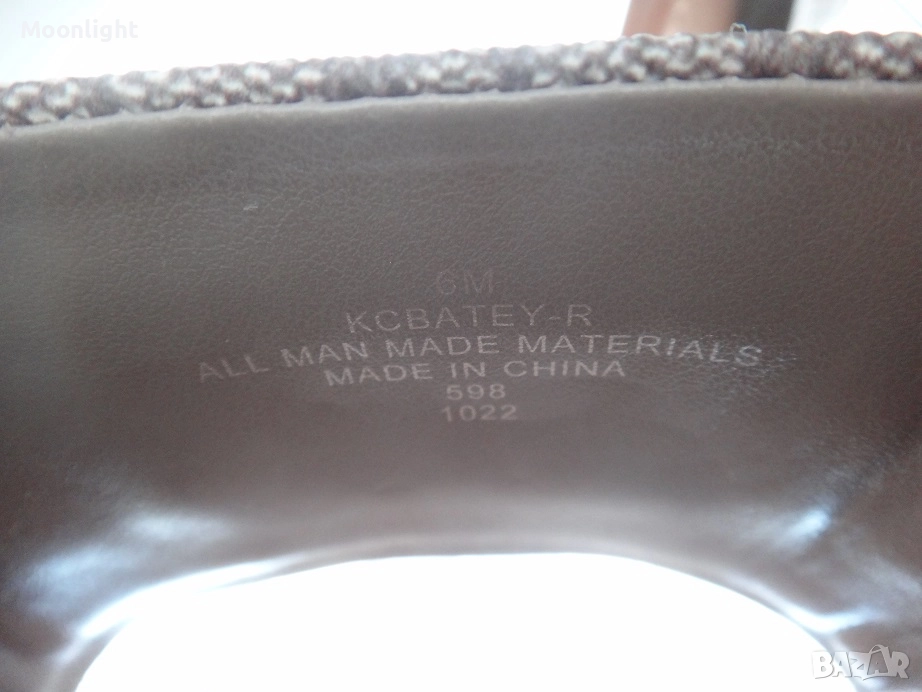 Moonlight
6M
KCBATEY-R
ALL MAN MADE MATERIALS
MADE IN CHINA
598
1022
BAZAR